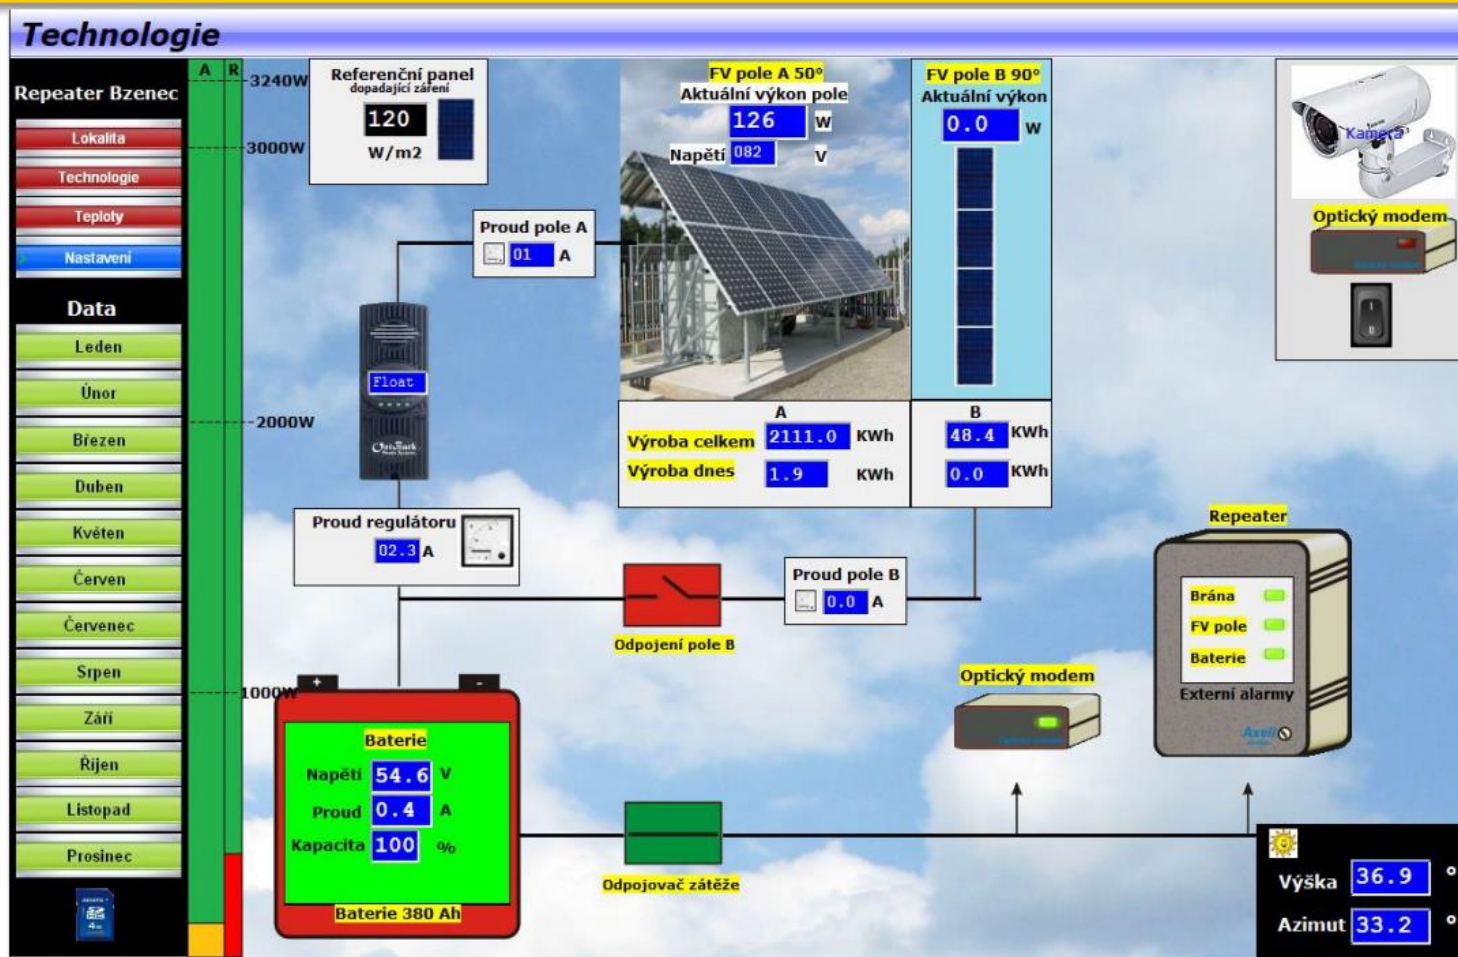 Technologie
Repeater Bzenec
Lokalita
Technologie
Teploty
Nastavení
Data
Leden
Únor
Březen
Duben
Květen
Červen
Červenec
Srpen
Září
Říjen
Listopad
Prosinec
A R
3240W
3000W
2000W
1000W
Referenční panel
dopadající záření
120
W/m2
Proud pole A
01 A
Float
Proud regulátoru
02.3 A
FV pole A 50°
Aktuální výkon pole
126 W
Napětí 082 V
FV pole B 90°
Aktuální výkon
0.0 W
A B
Výroba celkem 2111.0 KWh 48.4 KWh
Výroba dnes 1.9 KWh 0.0 KWh
Proud pole B
0.0 A
Odpojení pole B
+ -
Baterie
Napětí 54.6 V
Proud 0.4 A
Kapacita 100 %
Baterie 380 Ah
Odpojovač zátěže
Optický modem
Repeater
Brána
FV pole
Baterie
Externí alarmy
Axell
Kamera
Optický modem
I
0
Výška 36.9 °
Azimut 33.2 °